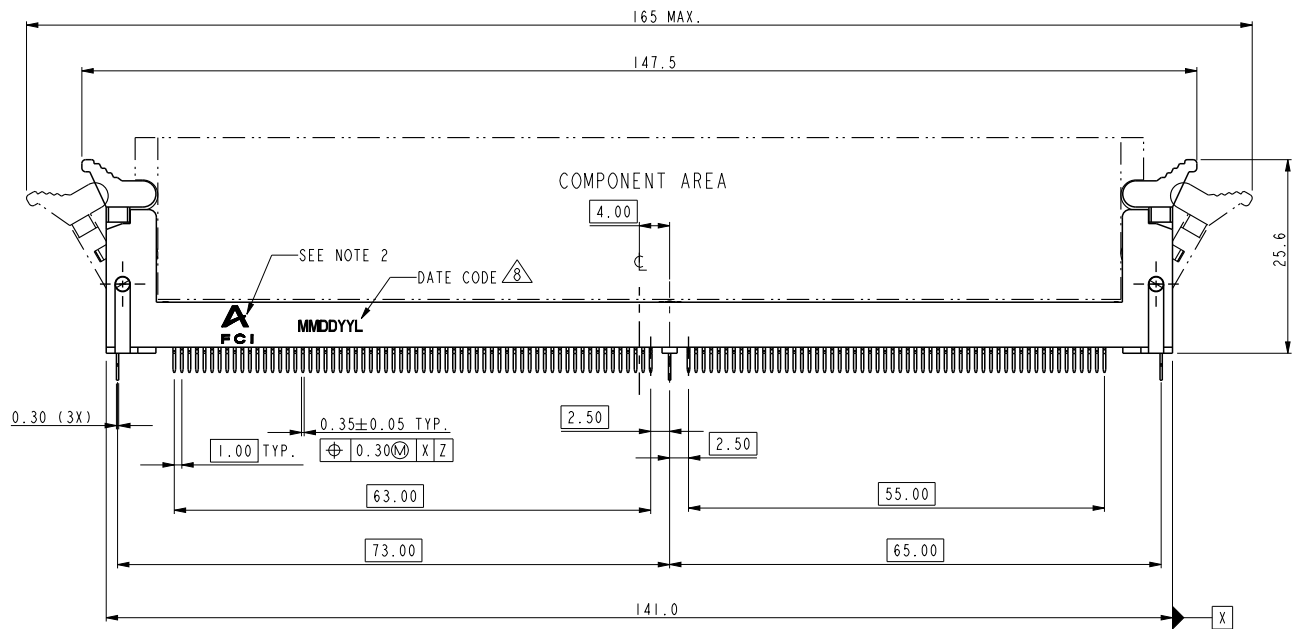 165 MAX.
147.5
COMPONENT AREA
4.00
℄
25.6
SEE NOTE 2
DATE CODE 8
FCI
MMDDYYL
0.30 (3X)
0.35±0.05 TYP.
1.00 TYP.
⌖ 0.30Ⓜ X Z
2.50
2.50
63.00
55.00
73.00
65.00
141.0
X